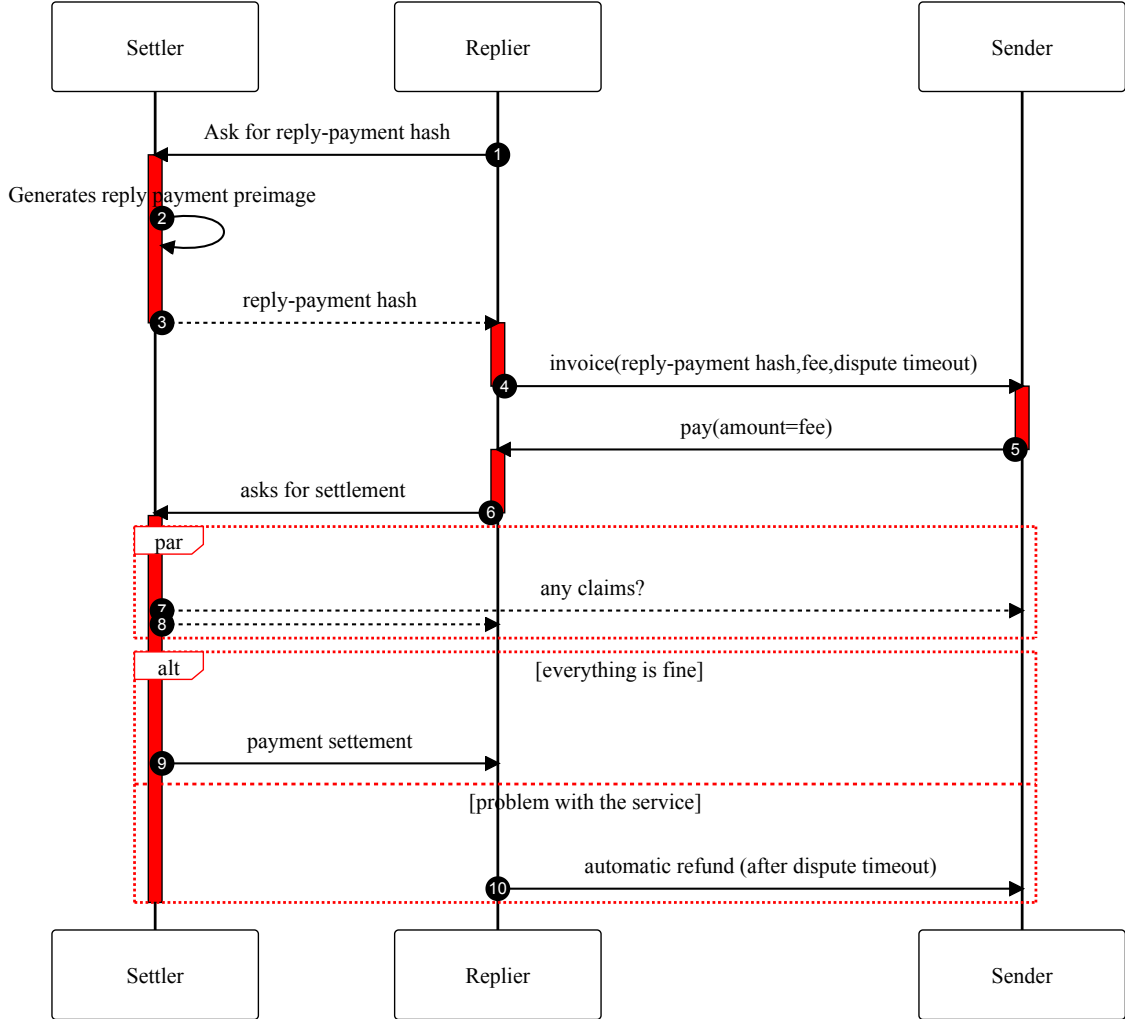 Settler
Replier
Sender
Ask for reply-payment hash
1
Generates reply payment preimage
2
reply-payment hash
3
invoice(reply-payment hash,fee,dispute timeout)
4
pay(amount=fee)
5
asks for settlement
6
par
any claims?
7
8
alt
[everything is fine]
payment settement
9
[problem with the service]
automatic refund (after dispute timeout)
10
Settler
Replier
Sender